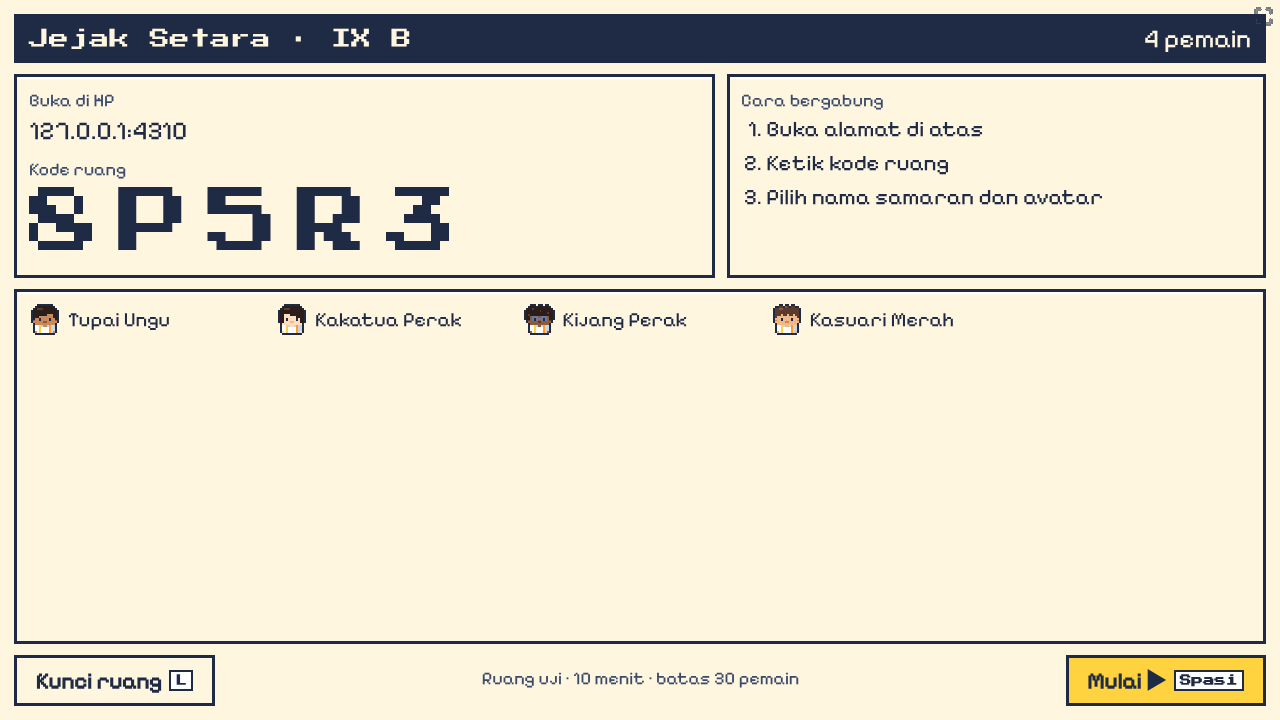 Jejak Setara · IX B
4 pemain
Buka di HP
127.0.0.1:4310
Kode ruang
8P5R3
Cara bergabung
1. Buka alamat di atas
2. Ketik kode ruang
3. Pilih nama samaran dan avatar
Tupai Ungu
Kakatua Perak
Kijang Perak
Kasuari Merah
Kunci ruang L
Ruang uji · 10 menit · batas 30 pemain
Mulai ▶ Spasi